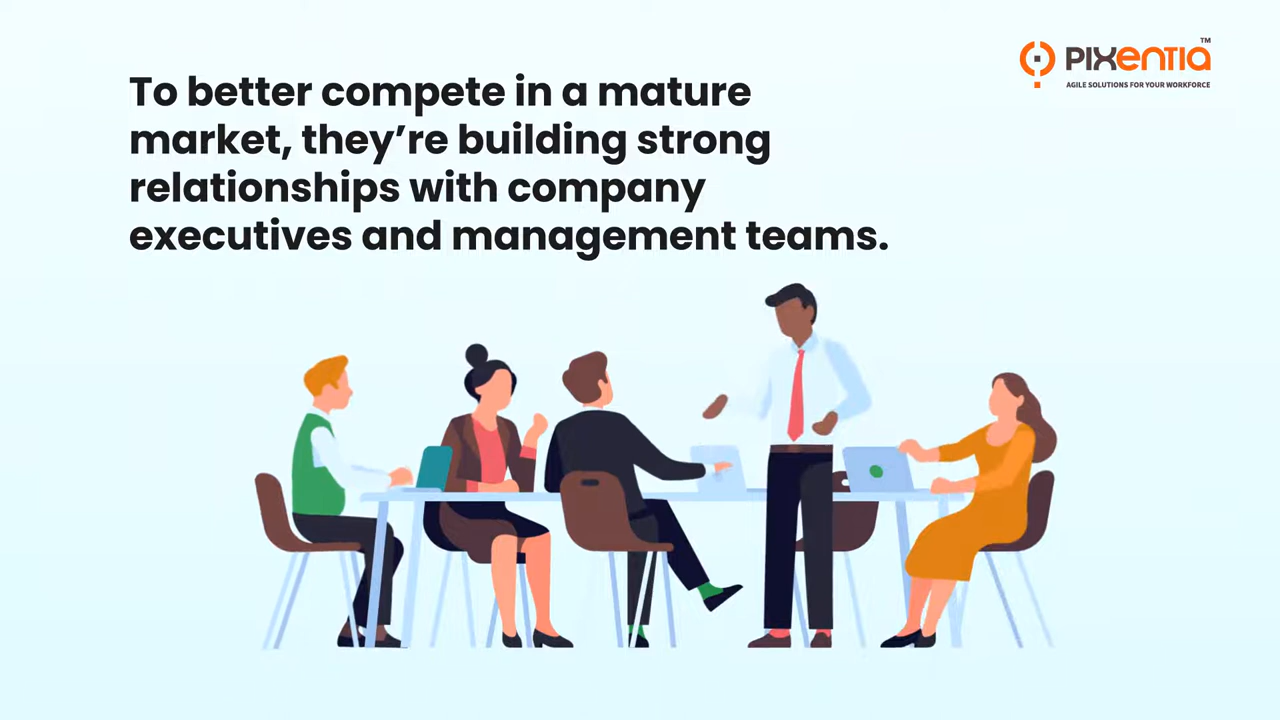 To better compete in a mature
market, they’re building strong
relationships with company
executives and management teams.
PIXENTIA™
AGILE SOLUTIONS FOR YOUR WORKFORCE